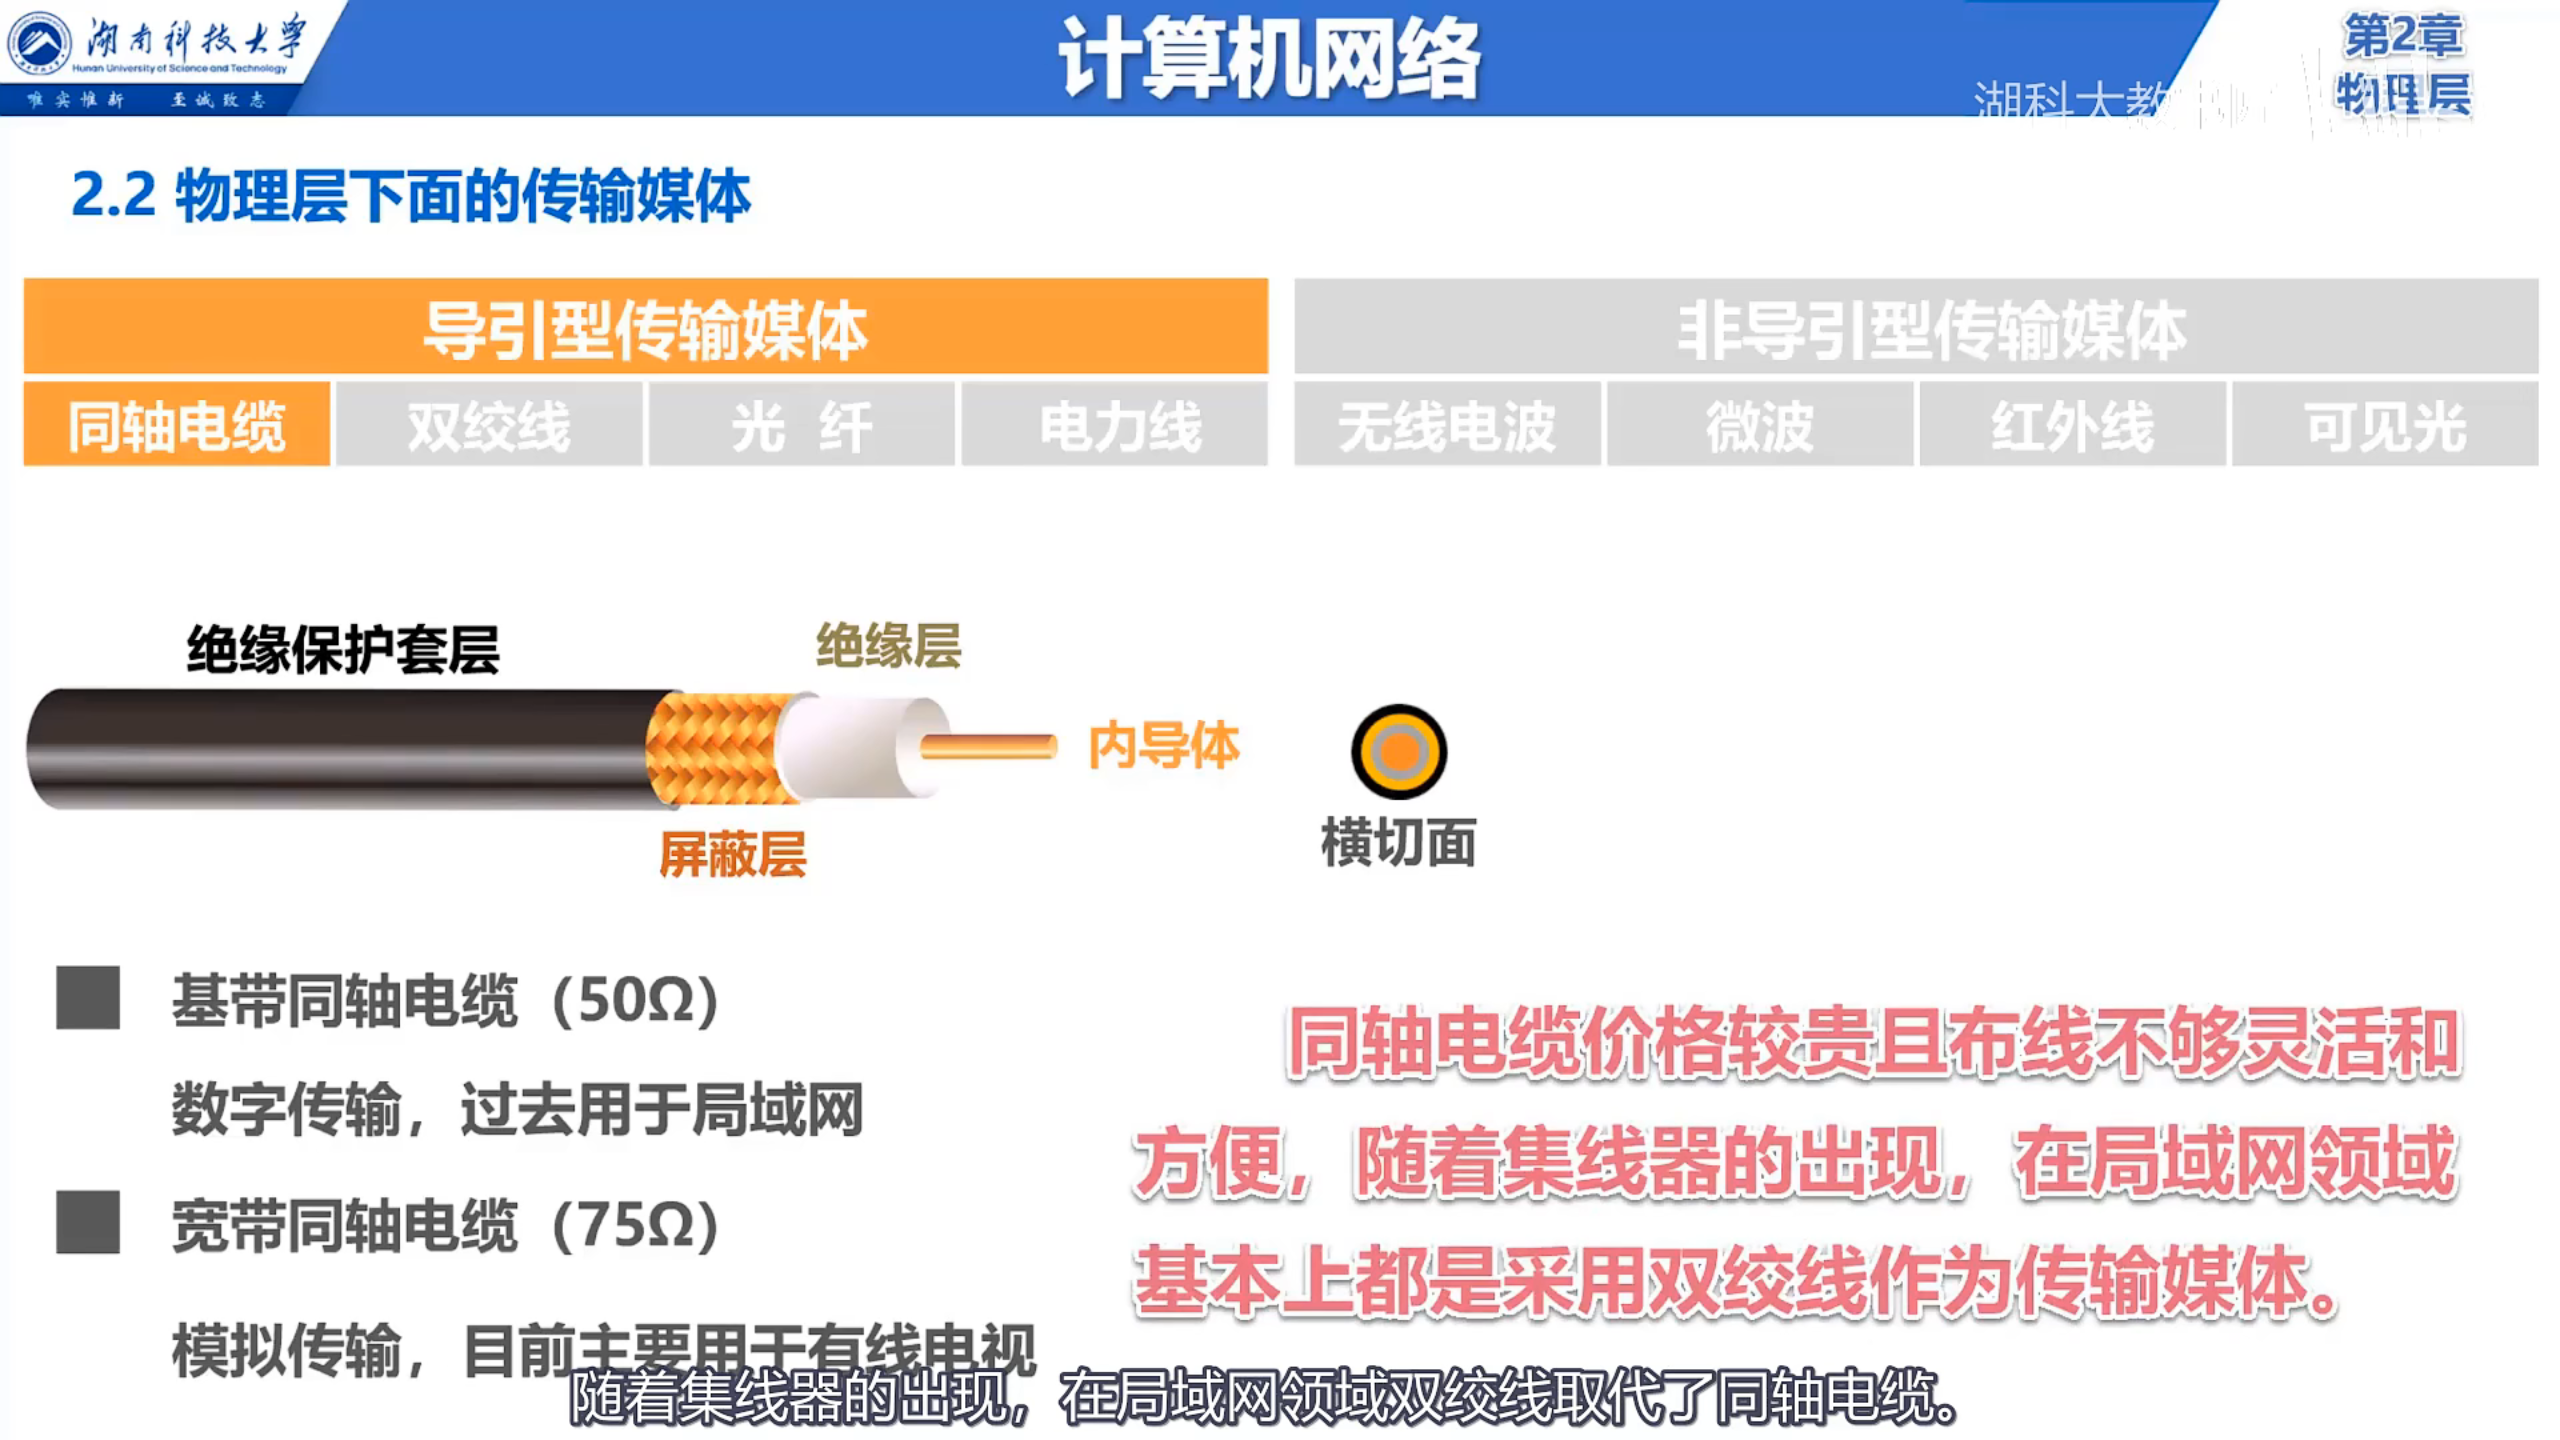 湖南科技大学
Hunan University of Science and Technology
唯实惟新 至诚致志
计算机网络
第2章
物理层
湖科大教
2.2 物理层下面的传输媒体
导引型传输媒体
非导引型传输媒体
同轴电缆
双绞线
光 纤
电力线
无线电波
微波
红外线
可见光
绝缘保护套层
绝缘层
内导体
屏蔽层
横切面
基带同轴电缆（50Ω）
数字传输，过去用于局域网
宽带同轴电缆（75Ω）
模拟传输，目前主要用于有线电视
同轴电缆价格较贵且布线不够灵活和
方便，随着集线器的出现，在局域网领域
基本上都是采用双绞线作为传输媒体。
随着集线器的出现，在局域网领域双绞线取代了同轴电缆。